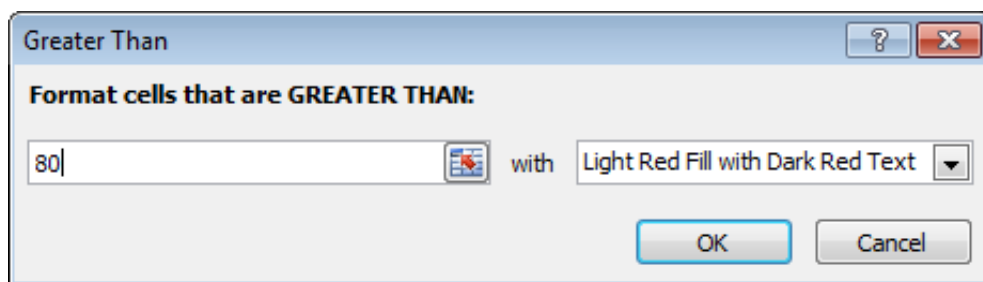 Greater Than
Format cells that are GREATER THAN:
80 with Light Red Fill with Dark Red Text
OK Cancel